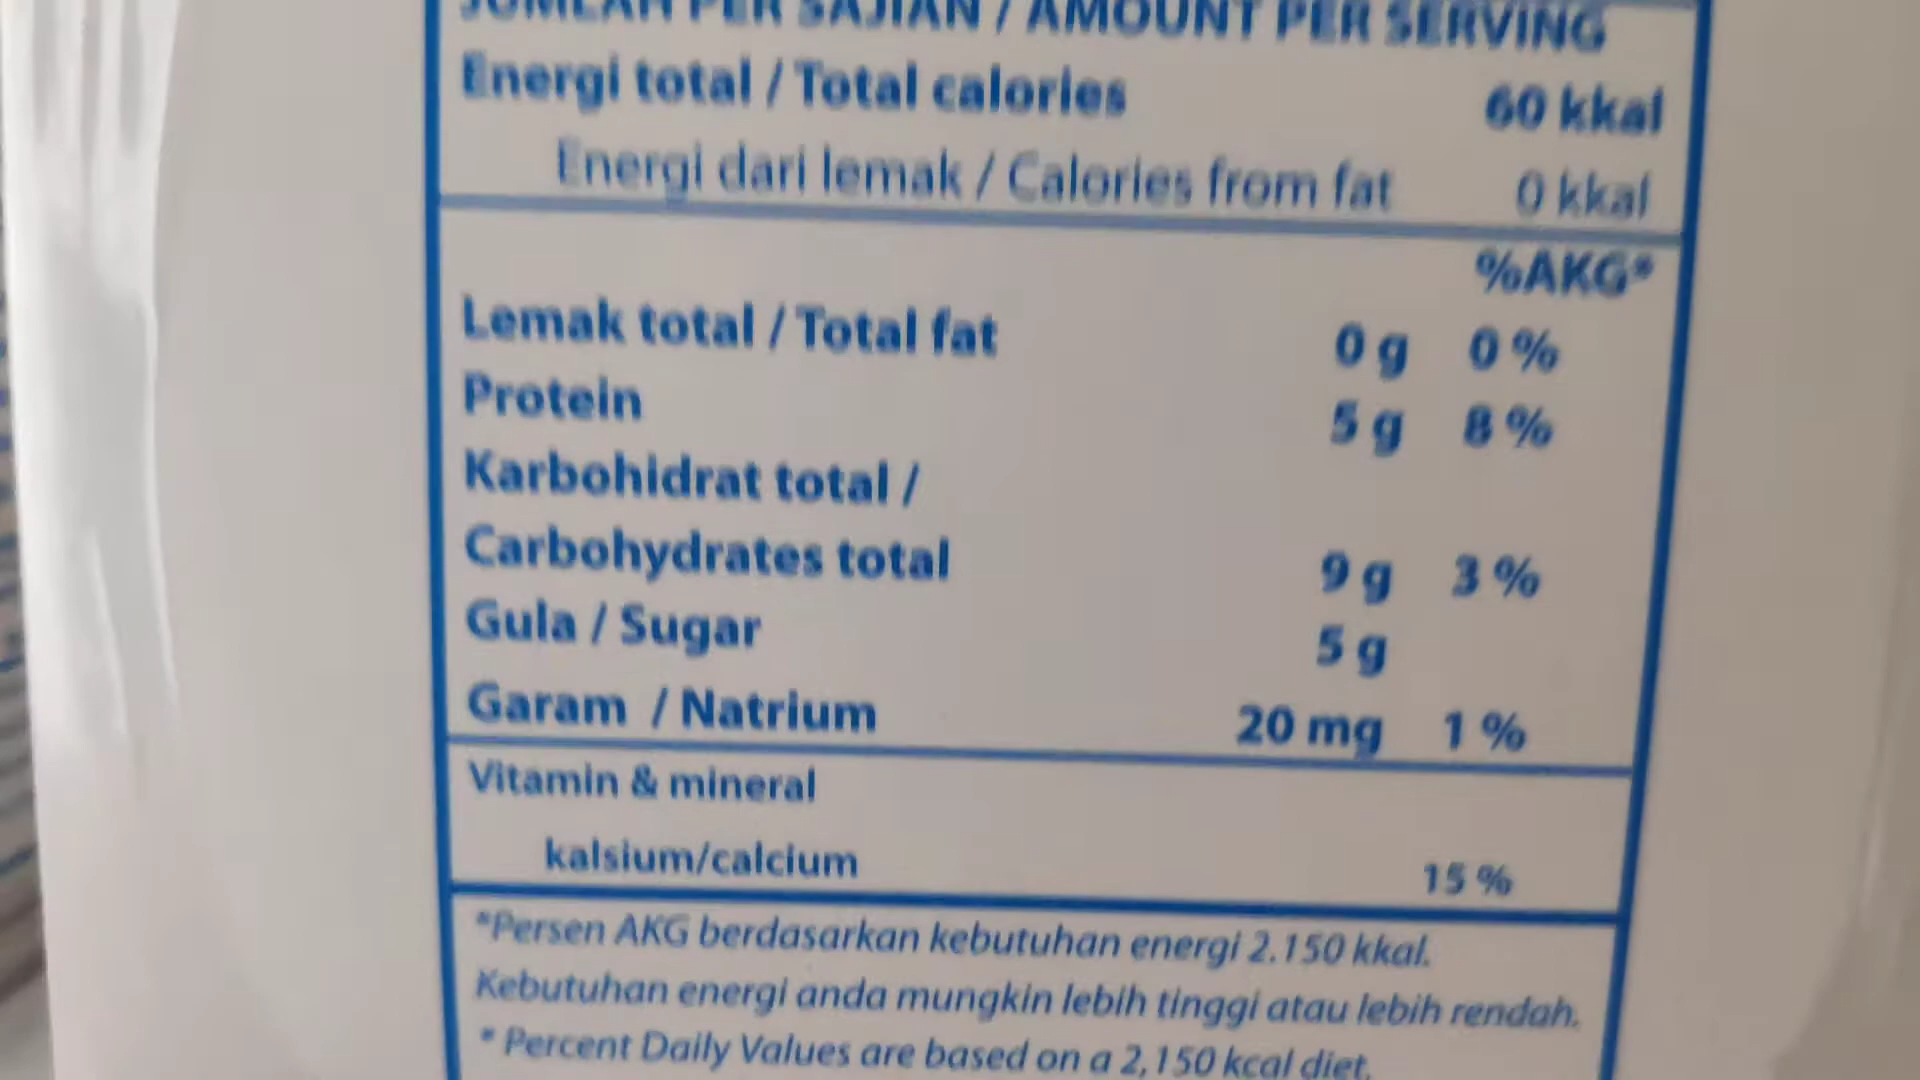 JUMLAH PER SAJIAN / AMOUNT PER SERVING
Energi total / Total calories 60 kkal
Energi dari lemak / Calories from fat 0 kkal
%AKG*
Lemak total / Total fat 0 g 0 %
Protein 5 g 8 %
Karbohidrat total /
Carbohydrates total 9 g 3 %
Gula / Sugar 5 g
Garam / Natrium 20 mg 1 %
Vitamin & mineral
kalsium/calcium 15 %
*Persen AKG berdasarkan kebutuhan energi 2.150 kkal.
Kebutuhan energi anda mungkin lebih tinggi atau lebih rendah.
* Percent Daily Values are based on a 2,150 kcal diet.